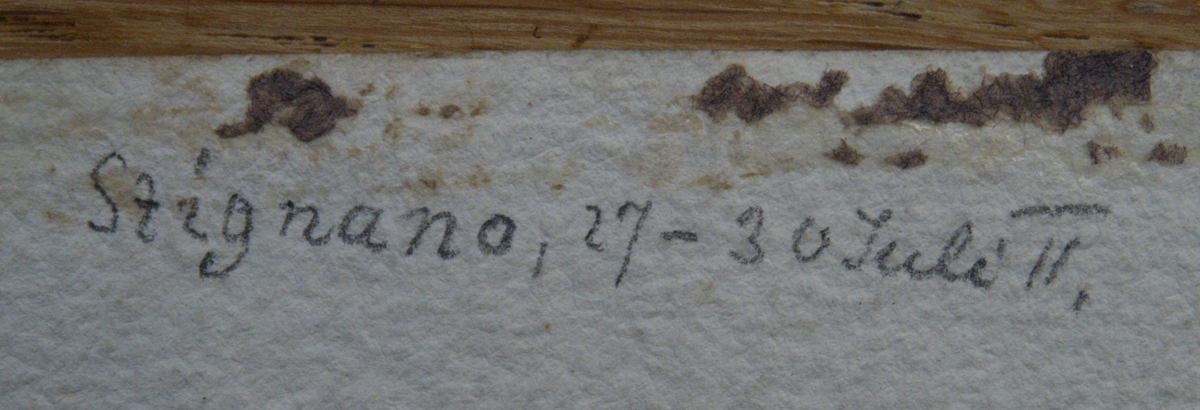 Stignano, 27-30 Juli II.